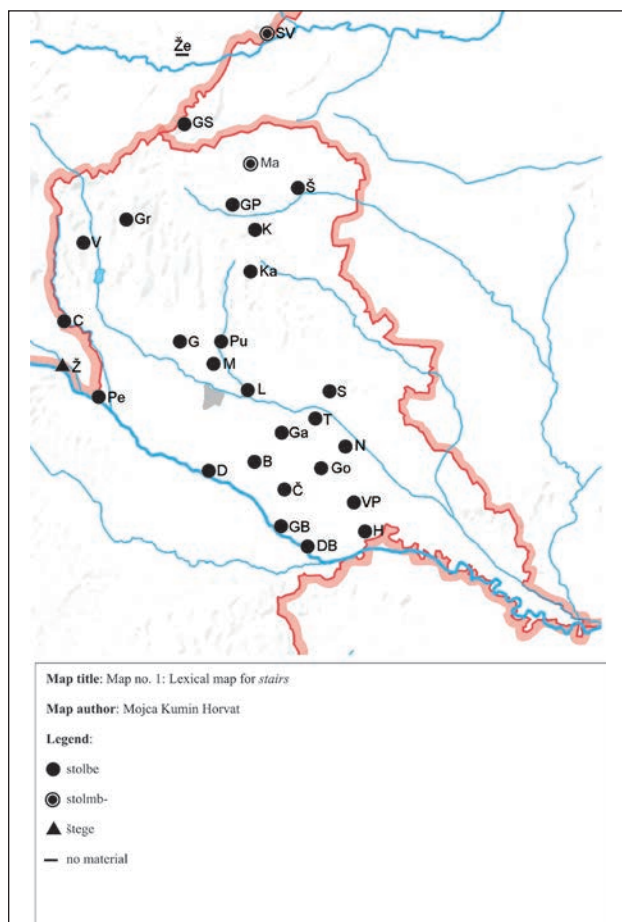 Že
SV
GS
Ma
Š
GP
Gr
K
V
Ka
C
G
Pu
Ž
M
Pe
L
S
T
Ga
N
B
Go
D
Č
VP
GB
H
DB
Map title: Map no. 1: Lexical map for stairs
Map author: Mojca Kumin Horvat
Legend:
stolbe
stolmb-
štege
no material